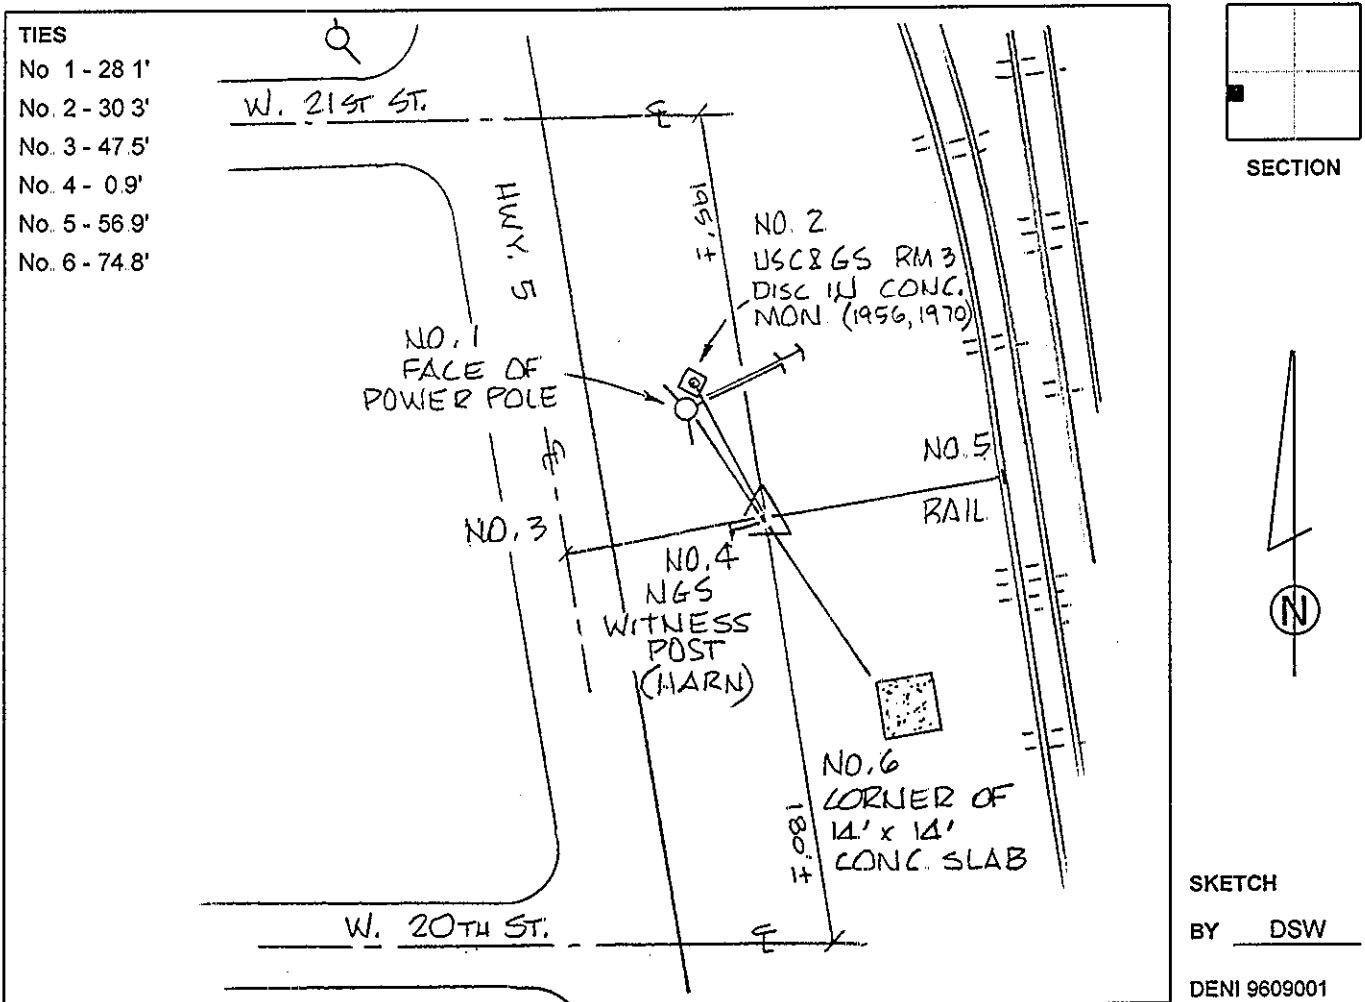 TIES
No 1 - 28 1'
No. 2 - 30 3'
No. 3 - 47.5'
No. 4 - 0.9'
No. 5 - 56.9'
No. 6 - 74.8'
W. 21ST ST.
℄
SECTION
HWY. 5
195' ±
NO. 2
USC&GS RM 3
DISC IN CONC.
MON. (1956, 1970)
NO. 1
FACE OF
POWER POLE
℄
NO. 5
RAIL
NO. 3
NO. 4
NGS
WITNESS
POST
(HARN)
N
NO. 6
CORNER OF
14' x 14'
CONC. SLAB
180' ±
W. 20TH ST.
℄
SKETCH
BY DSW
DENI 9609001